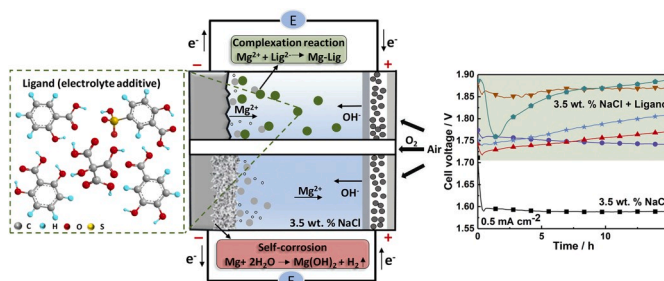 E
e⁻
e⁻
Complexation reaction
Mg²⁺ + Lig²⁻ → Mg-Lig
− +
Ligand (electrolyte additive)
C H O S
Mg²⁺
OH⁻
O₂
Air
Mg²⁺
OH⁻
3.5 wt. % NaCl
− +
Self-corrosion
Mg+ 2H₂O → Mg(OH)₂ + H₂↑
e⁻
e⁻
E
Cell voltage / V
1.90
1.85
1.80
1.75
1.70
1.65
1.60
1.55
3.5 wt. % NaCl + Ligand
3.5 wt. % NaCl
0.5 mA cm⁻²
0 5 10 15
Time / h